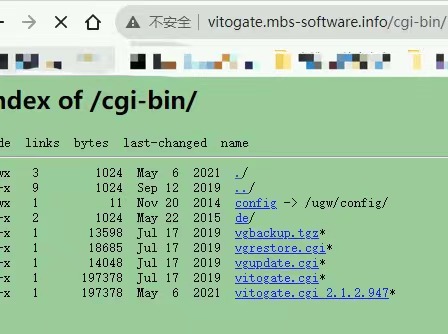 不安全 vitogate.mbs-software.info/cgi-bin/
ndex of /cgi-bin/
de links bytes last-changed name
wx 3 1024 May 6 2021 ./
-x 9 1024 Sep 12 2019 ../
wx 1 11 Nov 20 2014 config -> /ugw/config/
-x 2 1024 May 22 2015 de/
-x 1 13598 Jul 17 2019 vgbackup.tgz*
-x 1 18685 Jul 17 2019 vgrestore.cgi*
-x 1 14048 Jul 17 2019 vgupdate.cgi*
-x 1 197378 Jul 17 2019 vitogate.cgi*
-x 1 197378 May 6 2021 vitogate.cgi_2.1.2.947*